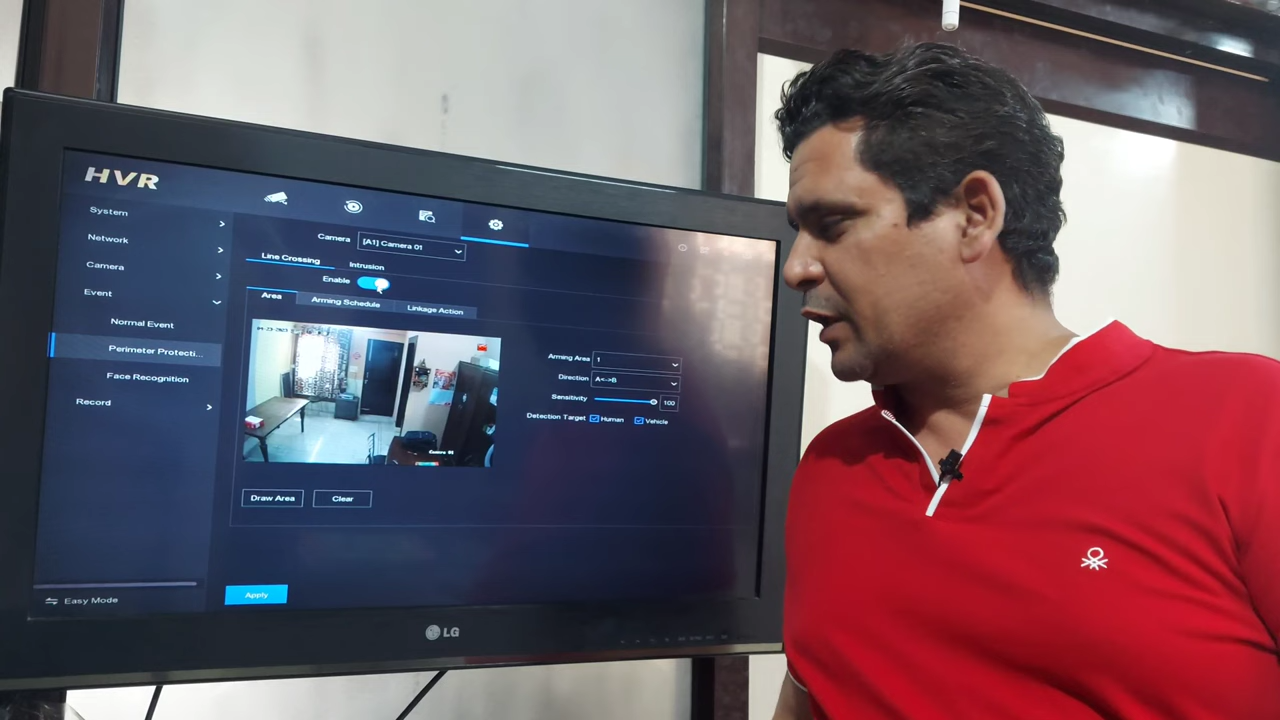 HVR
System
Network
Camera
Event
Normal Event
Perimeter Protecti...
Face Recognition
Record
Easy Mode
Camera [A1] Camera 01
Line Crossing Intrusion
Enable
Area Arming Schedule Linkage Action
Camera 01
Arming Area 1
Direction A<->B
Sensitivity 100
Detection Target Human Vehicle
Draw Area Clear
Apply
LG